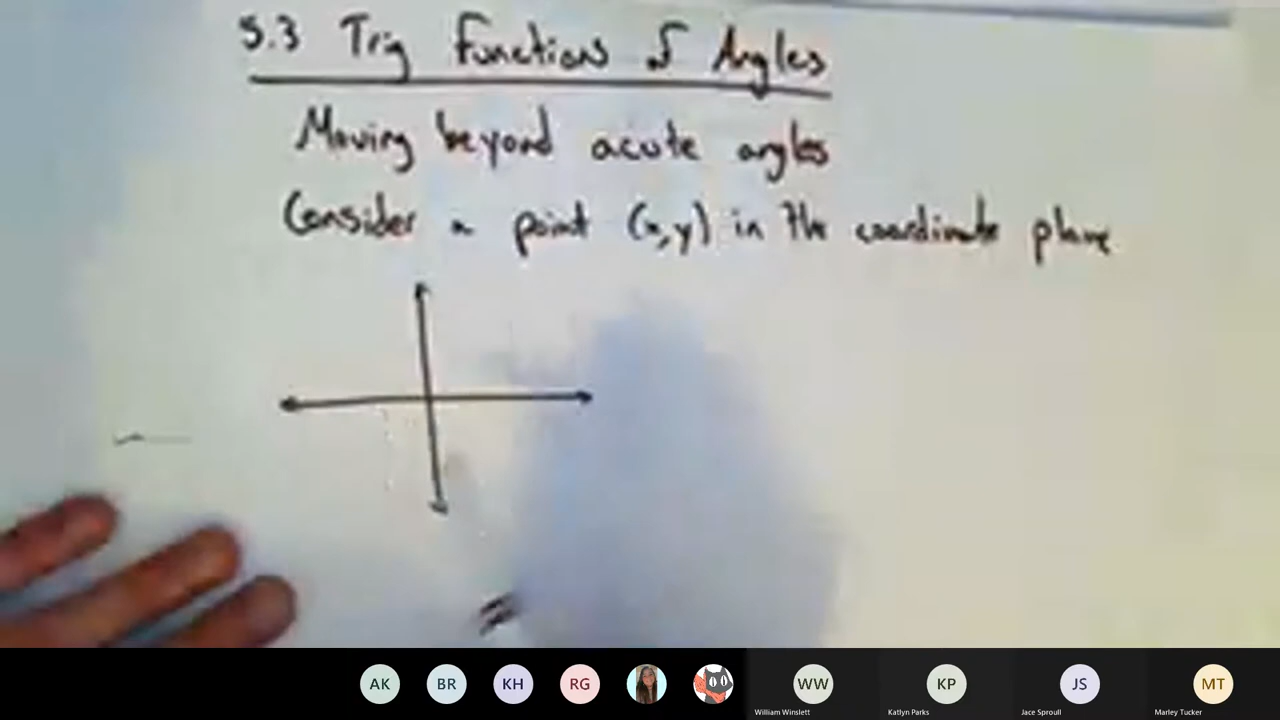 5.3 Trig Functions of Angles
Moving beyond acute angles
Consider a point (x,y) in the coordinate plane
AK
BR
KH
RG
WW
KP
JS
MT
William Winslett
Katlyn Parks
Jace Sproull
Marley Tucker